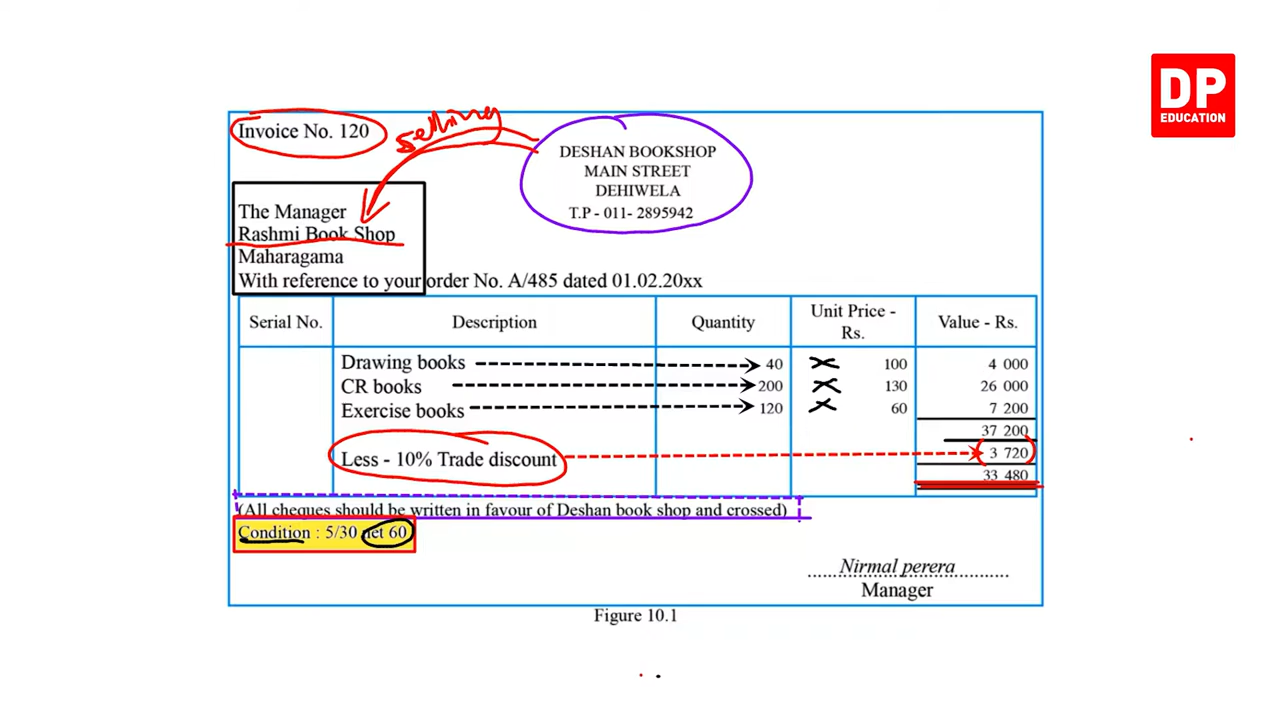 DP
EDUCATION
Invoice No. 120
selling
DESHAN BOOKSHOP
MAIN STREET
DEHIWELA
T.P - 011- 2895942
The Manager
Rashmi Book Shop
Maharagama
With reference to your order No. A/485 dated 01.02.20xx
Serial No. Description Quantity Unit Price - Rs. Value - Rs.
Drawing books 40 × 100 4 000
CR books 200 × 130 26 000
Exercise books 120 × 60 7 200
37 200
Less - 10% Trade discount 3 720
33 480
(All cheques should be written in favour of Deshan book shop and crossed)
Condition : 5/30 net 60
Nirmal perera
Manager
Figure 10.1